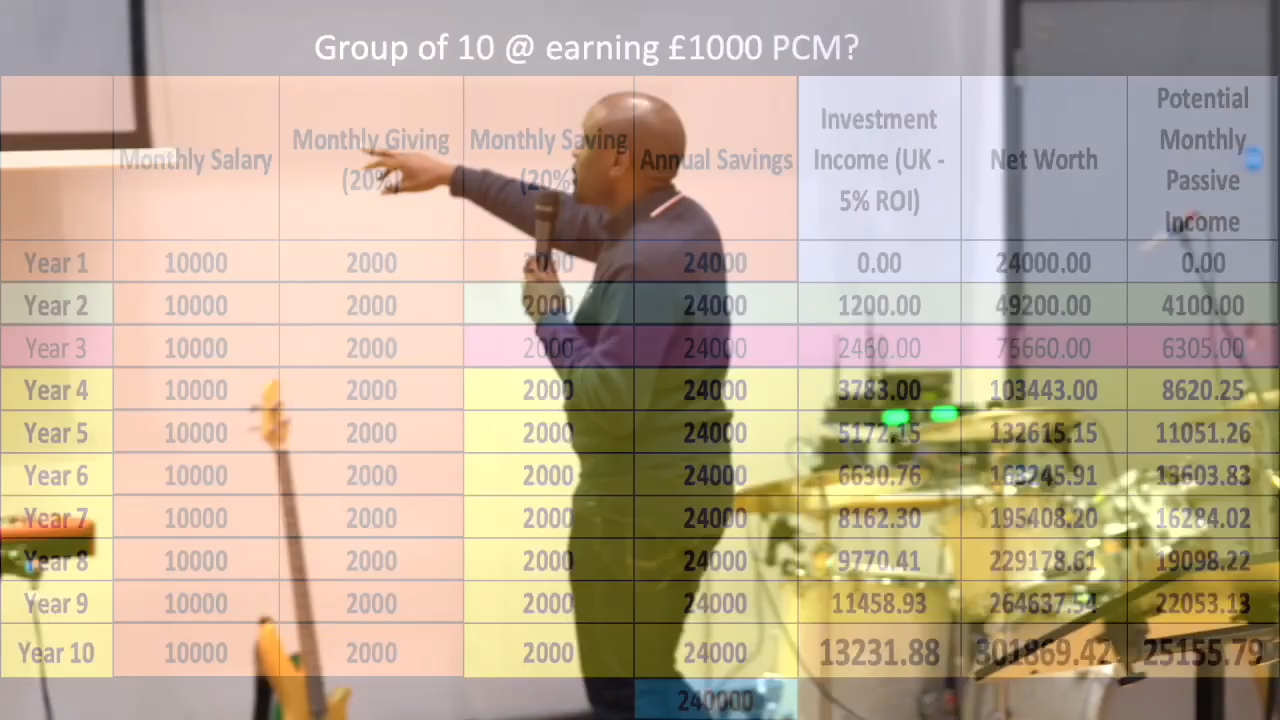 Group of 10 @ earning £1000 PCM?
Monthly Salary Monthly Giving (20%) Monthly Saving (20%) Annual Savings Investment Income (UK - 5% ROI) Net Worth Potential Monthly Passive Income
Year 1 10000 2000 2000 24000 0.00 24000.00 0.00
Year 2 10000 2000 2000 24000 1200.00 49200.00 4100.00
Year 3 10000 2000 2000 24000 2460.00 75660.00 6305.00
Year 4 10000 2000 2000 24000 3783.00 103443.00 8620.25
Year 5 10000 2000 2000 24000 5172.15 132615.15 11051.26
Year 6 10000 2000 2000 24000 6630.76 163245.91 13603.83
Year 7 10000 2000 2000 24000 8162.30 195408.20 16284.02
Year 8 10000 2000 2000 24000 9770.41 229178.61 19098.22
Year 9 10000 2000 2000 24000 11458.93 264637.54 22053.13
Year 10 10000 2000 2000 24000 13231.88 301869.42 25155.79
240000